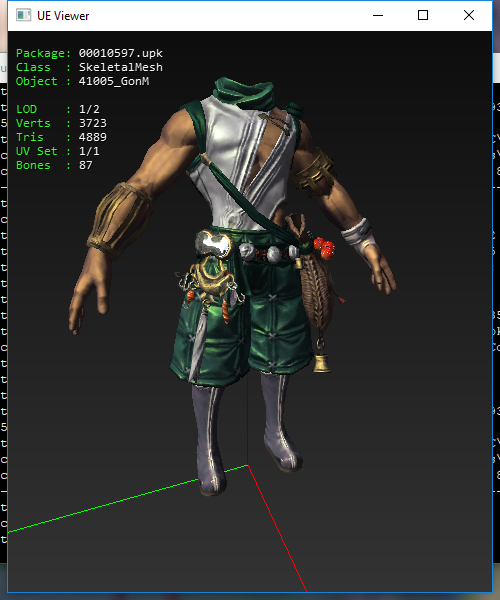 UE Viewer
Package: 00010597.upk
Class : SkeletalMesh
Object : 41005_GonM
LOD : 1/2
Verts : 3723
Tris : 4889
UV Set : 1/1
Bones : 87